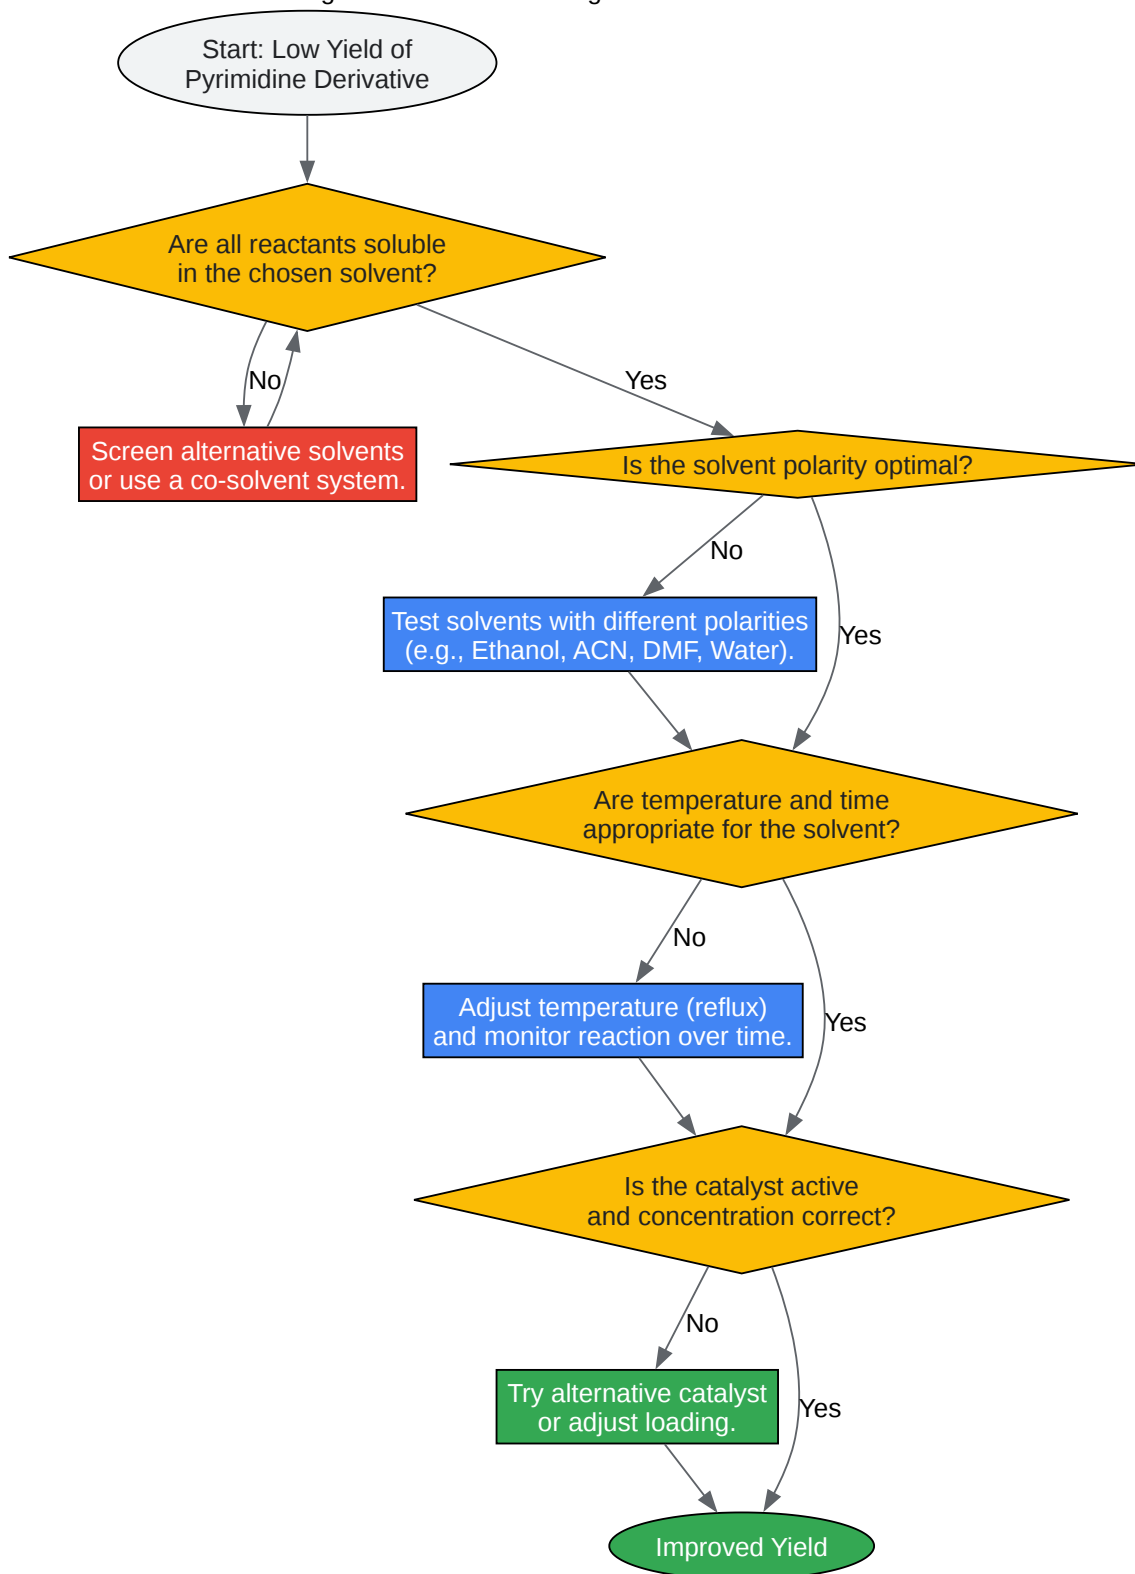 Start: Low Yield of
Pyrimidine Derivative
Are all reactants soluble
in the chosen solvent?
No
Yes
Screen alternative solvents
or use a co-solvent system.
Is the solvent polarity optimal?
No
Test solvents with different polarities
(e.g., Ethanol, ACN, DMF, Water).
Yes
Are temperature and time
appropriate for the solvent?
No
Adjust temperature (reflux)
and monitor reaction over time.
Yes
Is the catalyst active
and concentration correct?
No
Try alternative catalyst
or adjust loading.
Yes
Improved Yield